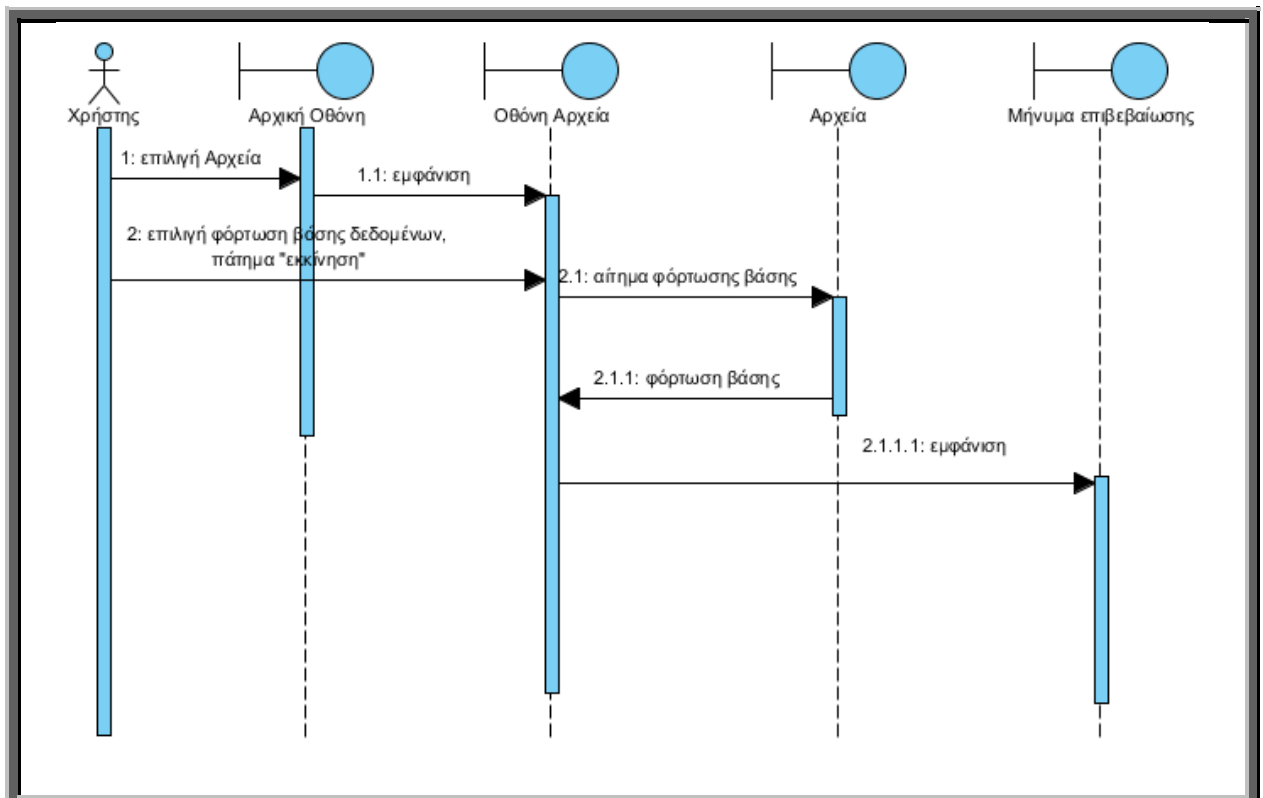 Χρήστης
Αρχική Οθόνη
Οθόνη Αρχεία
Αρχεία
Μήνυμα επιβεβαίωσης
1: επιλιγή Αρχεία
1.1: εμφάνιση
2: επιλιγή φόρτωση βάσης δεδομένων,
πάτημα "εκκίνηση"
2.1: αίτημα φόρτωσης βάσης
2.1.1: φόρτωση βάσης
2.1.1.1: εμφάνιση